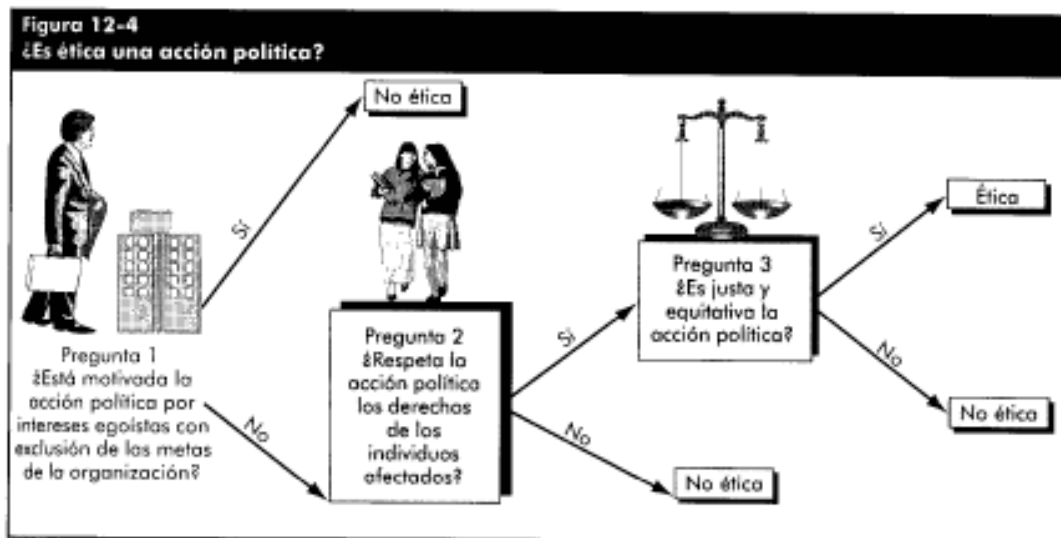 Figura 12-4
¿Es ética una acción política?
No ética
Sí
Pregunta 1
¿Está motivada la
acción política por
intereses egoístas con
exclusión de las metas
de la organización?
No
Pregunta 2
¿Respeta la
acción política
los derechos
de los
individuos
afectados?
Sí
No
No ética
Pregunta 3
¿Es justa y
equitativa la
acción política?
Sí
Ética
No
No ética